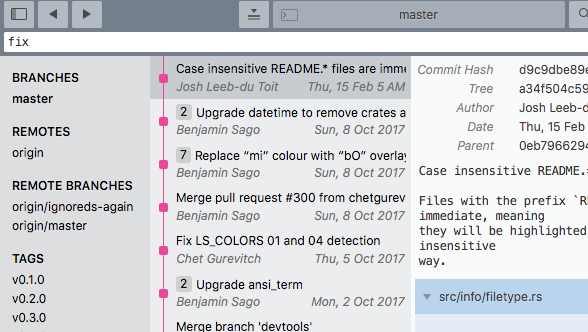 master
fix
BRANCHES
master
REMOTES
origin
REMOTE BRANCHES
origin/ignoreds-again
origin/master
TAGS
v0.1.0
v0.2.0
v0.3.0
Case insensitive README.* files are imme
Josh Leeb-du Toit Thu, 15 Feb 5 AM
2 Upgrade datetime to remove crates a
Benjamin Sago Sun, 8 Oct 2017
7 Replace “mi” colour with “bO” overlay
Benjamin Sago Sun, 8 Oct 2017
Merge pull request #300 from chetgurev
Benjamin Sago Sun, 8 Oct 2017
Fix LS_COLORS 01 and 04 detection
Chet Gurevitch Thu, 5 Oct 2017
2 Upgrade ansi_term
Benjamin Sago Mon, 2 Oct 2017
Merge branch 'devtools'
Commit Hash d9c9dbe89e
Tree a34f504c59
Author Josh Leeb-du
Date Thu, 15 Feb
Parent 0eb7966294
Case insensitive README.
Files with the prefix `RE
immediate, meaning
they will be highlighted
insensitive
way.
src/info/filetype.rs